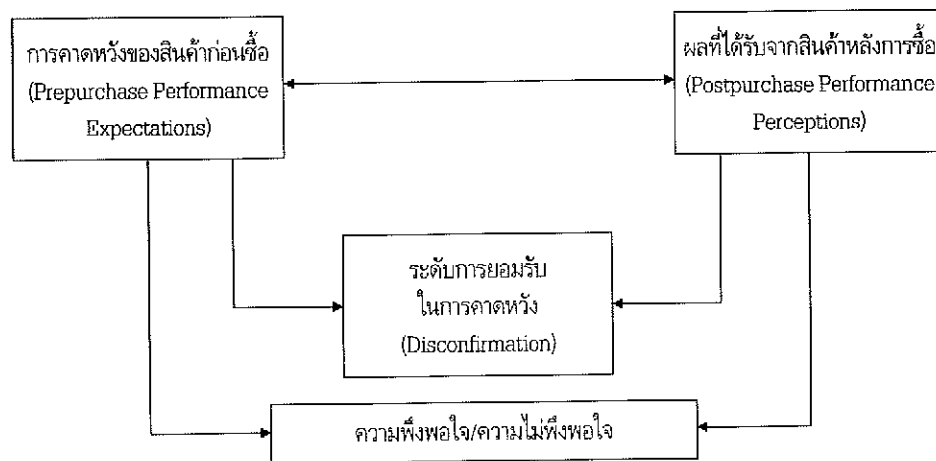 การคาดหวังของสินค้าก่อนซื้อ
(Prepurchase Performance
Expectations)
ผลที่ได้รับจากสินค้าหลังการซื้อ
(Postpurchase Performance
Perceptions)
ระดับการยอมรับ
ในการคาดหวัง
(Disconfirmation)
ความพึงพอใจ/ความไม่พึงพอใจ